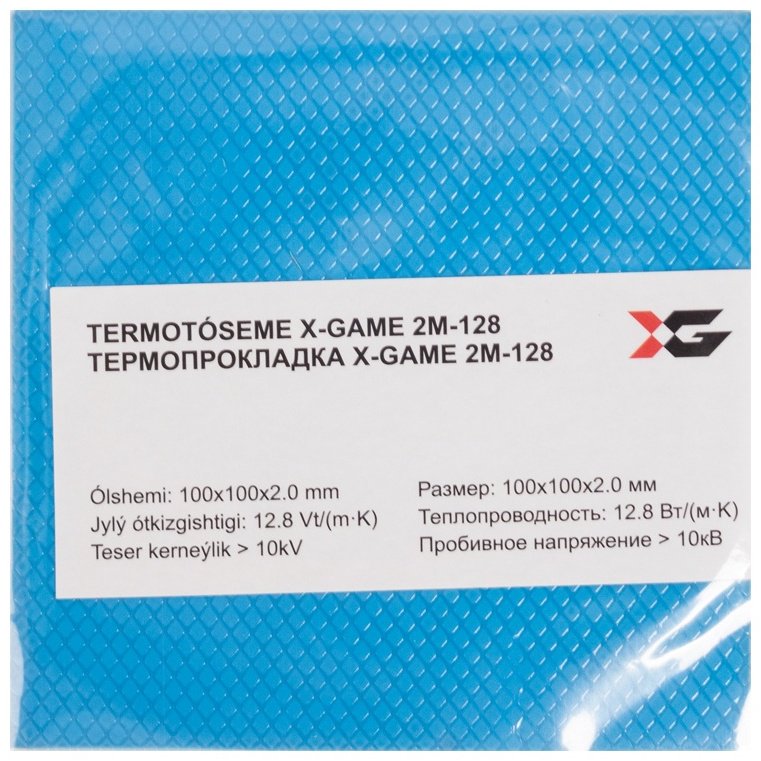 TERMOTÓSEME X-GAME 2M-128
ТЕРМОПРОКЛАДКА X-GAME 2M-128
XG
Ólshemi: 100x100x2.0 mm
Jylý ótkizgishtigi: 12.8 Vt/(m·K)
Teser kerneýlik > 10kV
Размер: 100x100x2.0 мм
Теплопроводность: 12.8 Вт/(м·K)
Пробивное напряжение > 10кВ